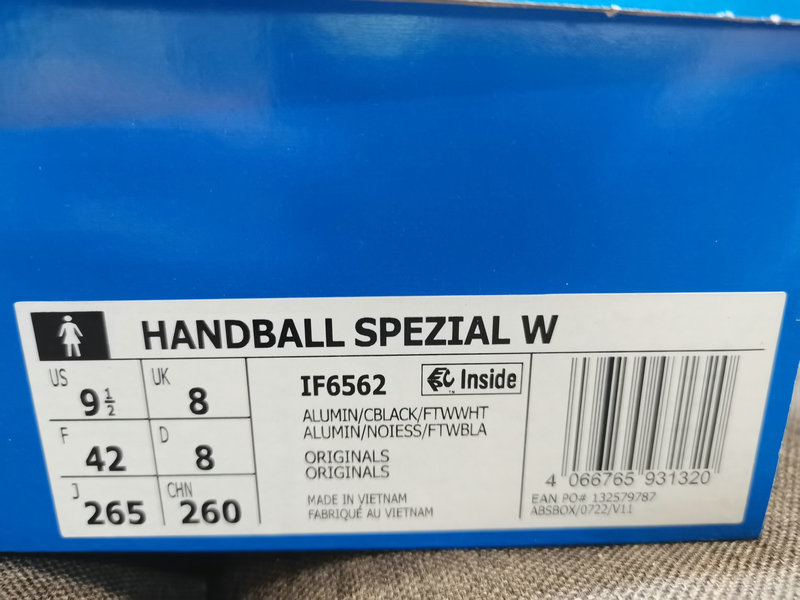 HANDBALL SPEZIAL W
US 9 1/2 UK 8
F 42 D 8
J 265 CHN 260
IF6562 Inside
ALUMIN/CBLACK/FTWWHT
ALUMIN/NOIESS/FTWBLA
ORIGINALS
ORIGINALS
MADE IN VIETNAM
FABRIQUÉ AU VIETNAM
4 066765 931320
EAN PO# 132579787
ABSBOX/0722/V11